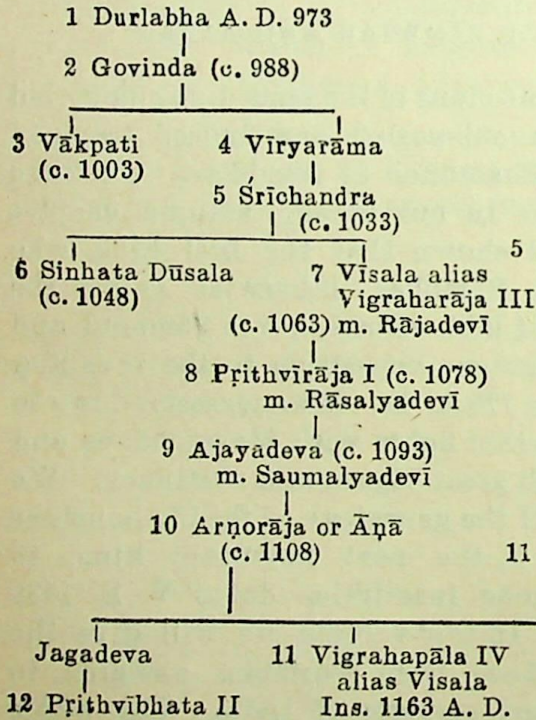 1 Durlabha A. D. 973
2 Govinda (c. 988)
3 Vākpati 4 Vīryarāma
(c. 1003)
5 Śrīchandra
(c. 1033)
5
6 Sinhata Dūsala 7 Vīsala alias
(c. 1048) Vigraharāja III
(c. 1063) m. Rājadevī
8 Pṛithvīrāja I (c. 1078)
m. Rāsalyadevī
9 Ajayadeva (c. 1093)
m. Saumalyadevī
10 Arṇorāja or Āṇā
(c. 1108) 11
Jagadeva 11 Vigrahapāla IV
alias Visala
12 Pṛithvībhata II Ins. 1163 A. D.